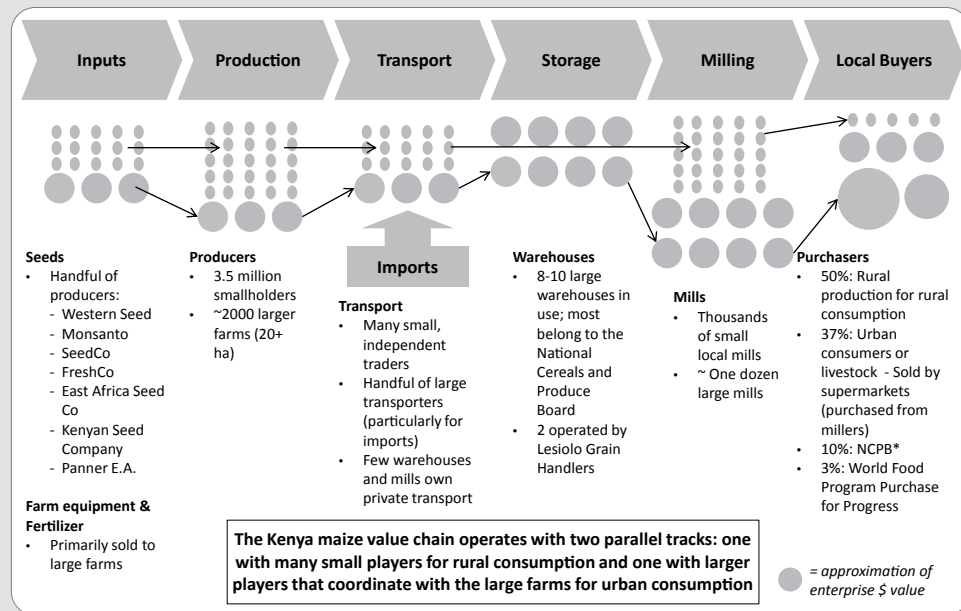 Inputs
Production
Transport
Storage
Milling
Local Buyers
Seeds
• Handful of
producers:
- Western Seed
- Monsanto
- SeedCo
- FreshCo
- East Africa Seed
Co
- Kenyan Seed
Company
- Panner E.A.
Farm equipment &
Fertilizer
• Primarily sold to
large farms
Producers
• 3.5 million
smallholders
• ~2000 larger
farms (20+
ha)
Imports
Transport
• Many small,
independent
traders
• Handful of large
transporters
(particularly for
imports)
• Few warehouses
and mills own
private transport
Warehouses
• 8-10 large
warehouses in
use; most
belong to the
National
Cereals and
Produce
Board
• 2 operated by
Lesiolo Grain
Handlers
Mills
• Thousands
of small
local mills
• ~ One dozen
large mills
Purchasers
• 50%: Rural
production for rural
consumption
• 37%: Urban
consumers or
livestock - Sold by
supermarkets
(purchased from
millers)
• 10%: NCPB*
• 3%: World Food
Program Purchase
for Progress
The Kenya maize value chain operates with two parallel tracks: one
with many small players for rural consumption and one with larger
players that coordinate with the large farms for urban consumption
= approximation of
enterprise $ value